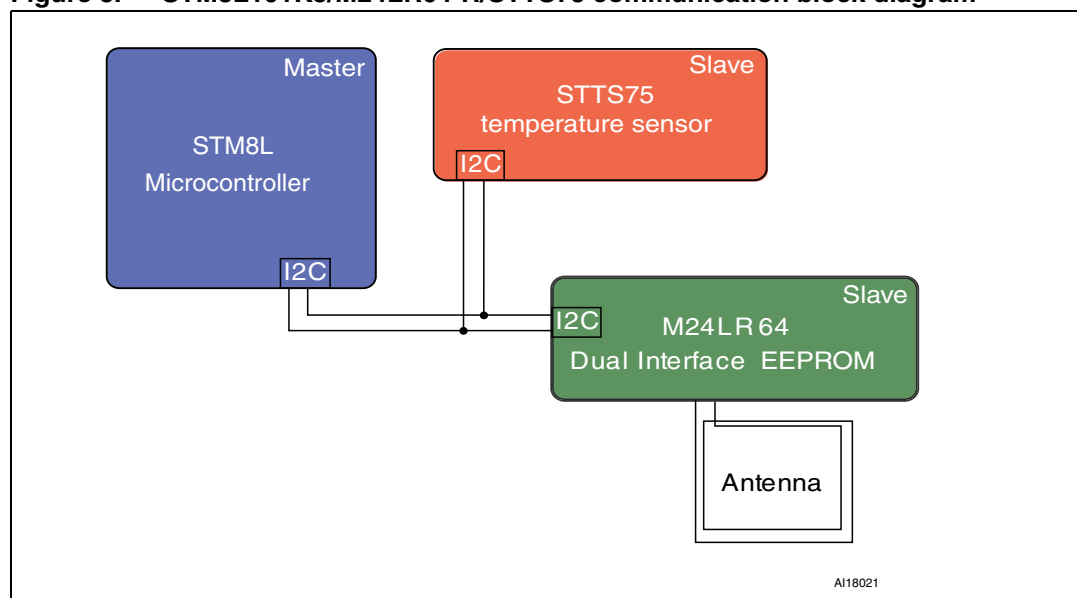 Master
STM8L
Microcontroller
I2C
Slave
STTS75
temperature sensor
I2C
Slave
I2C
M24LR64
Dual Interface EEPROM
Antenna
AI18021